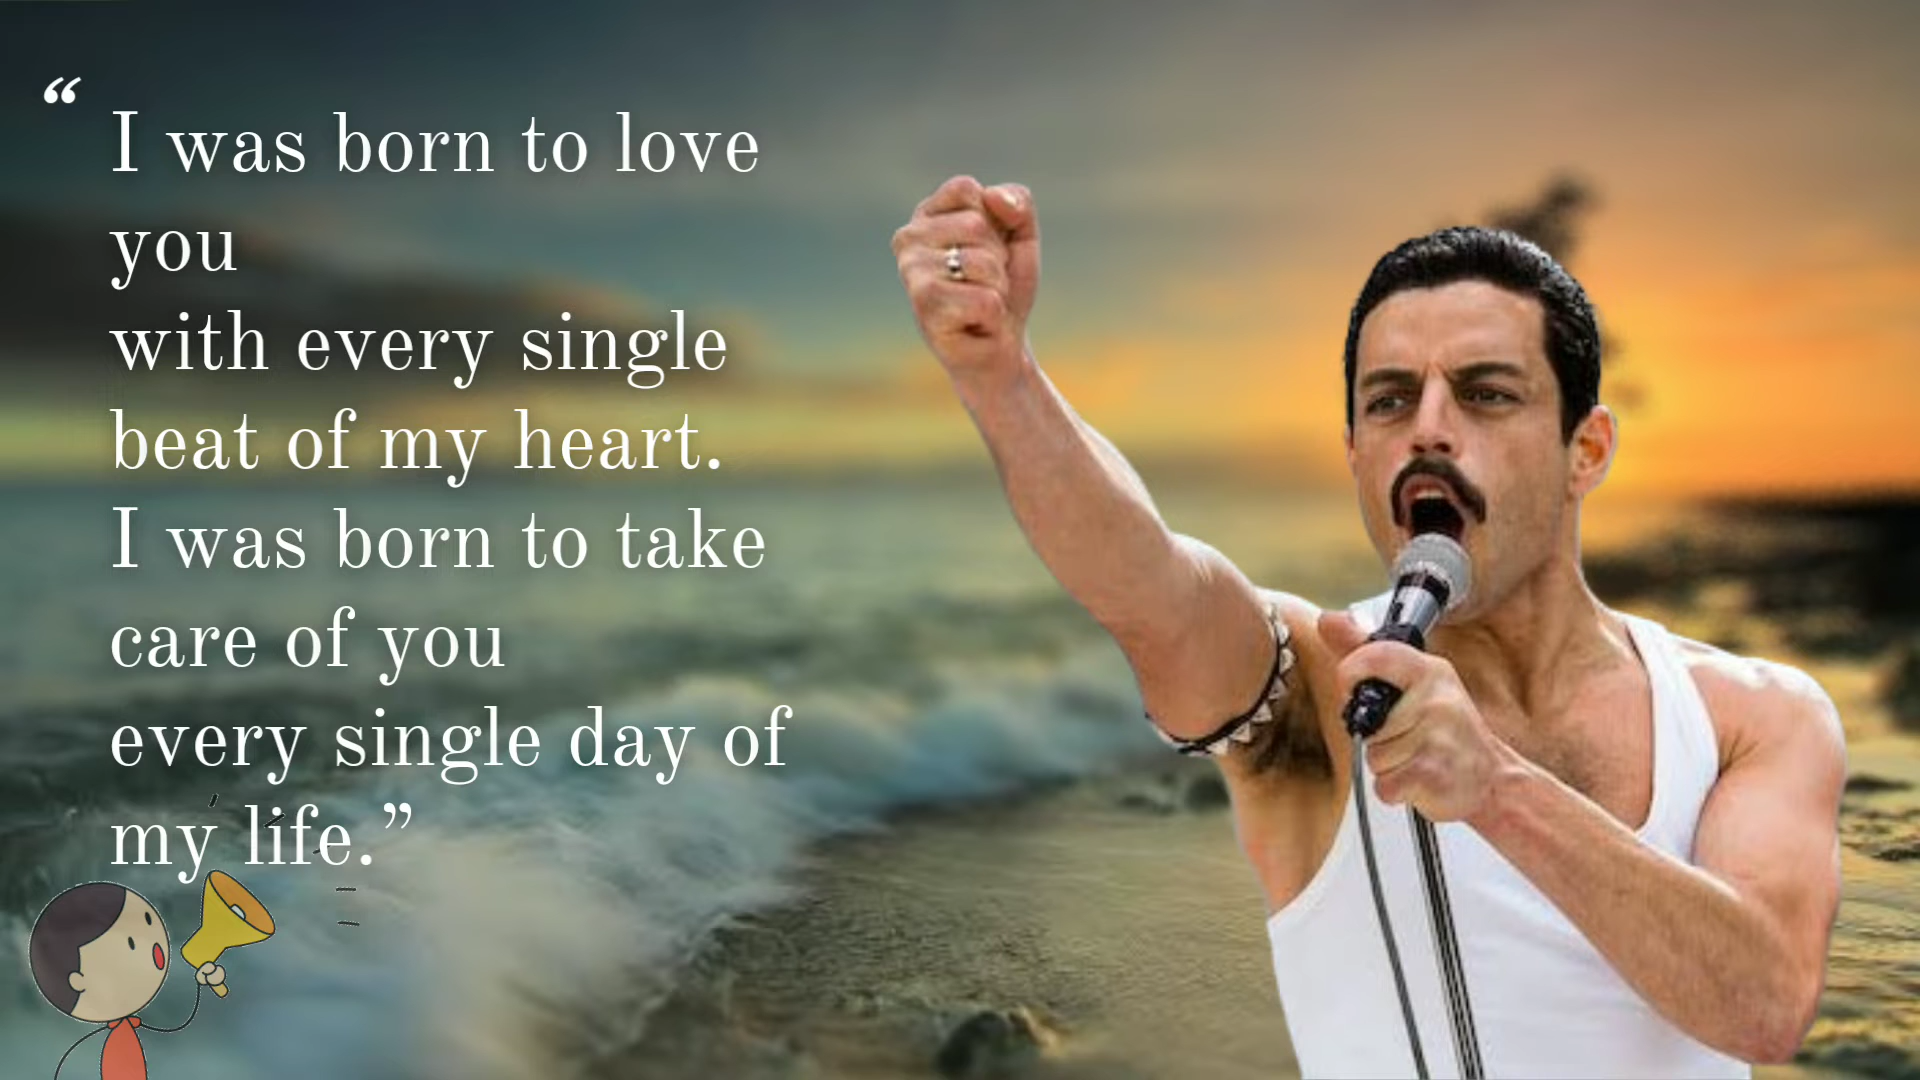 “
I was born to love
you
with every single
beat of my heart.
I was born to take
care of you
every single day of
my life.”